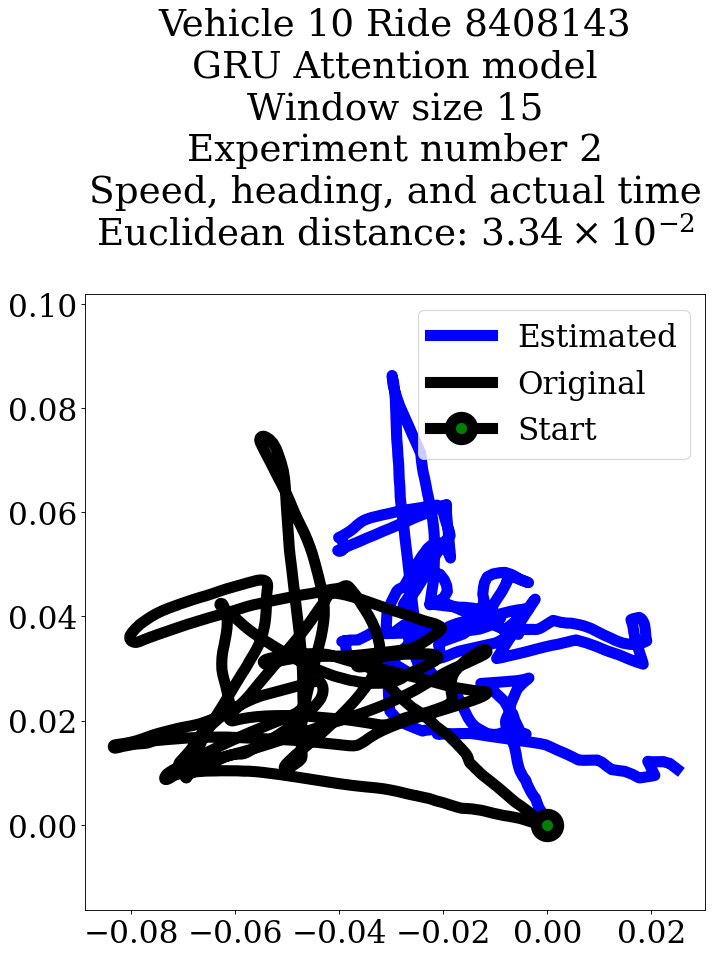 Vehicle 10 Ride 8408143
GRU Attention model
Window size 15
Experiment number 2
Speed, heading, and actual time
Euclidean distance: 3.34 × 10⁻²
0.10
0.08
0.06
0.04
0.02
0.00
Estimated
Original
Start
−0.08 −0.06 −0.04 −0.02 0.00 0.02